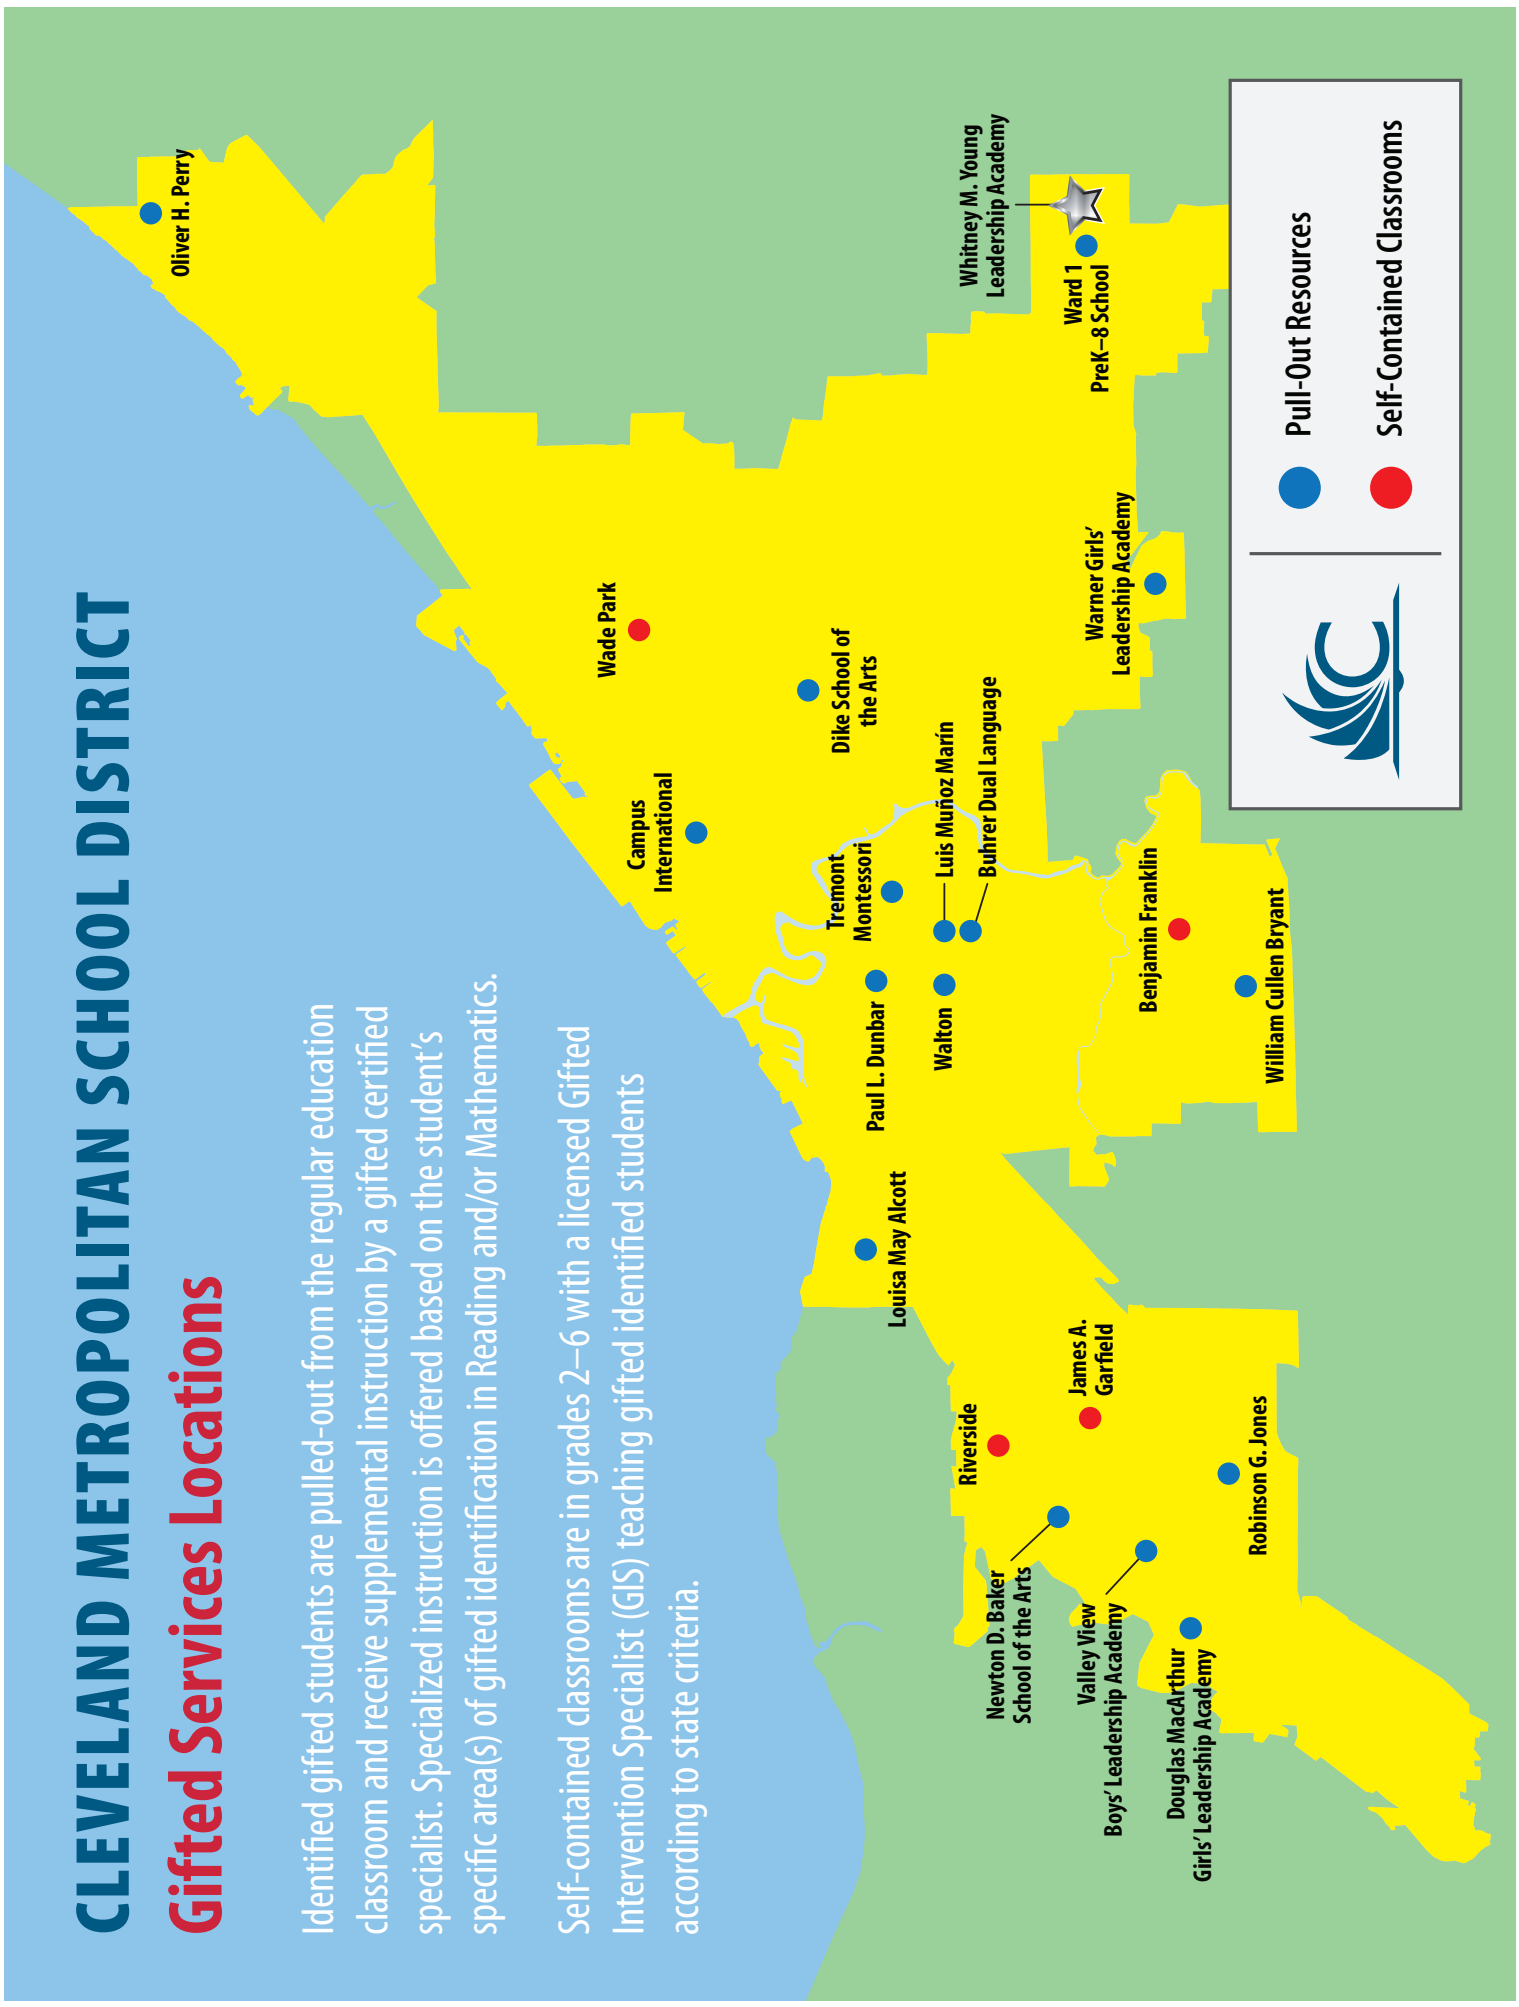 CLEVELAND METROPOLITAN SCHOOL DISTRICT
Gifted Services Locations
Identified gifted students are pulled-out from the regular education
classroom and receive supplemental instruction by a gifted certified
specialist. Specialized instruction is offered based on the student's
specific area(s) of gifted identification in Reading and/or Mathematics.
Self-contained classrooms are in grades 2–6 with a licensed Gifted
Intervention Specialist (GIS) teaching gifted identified students
according to state criteria.
Oliver H. Perry
Wade Park
Campus
International
Dike School of
the Arts
Tremont
Montessori
Paul L. Dunbar
Luis Muñoz Marín
Buhrer Dual Language
Walton
Louisa May Alcott
Whitney M. Young
Leadership Academy
Ward 1
PreK–8 School
Warner Girls'
Leadership Academy
Benjamin Franklin
William Cullen Bryant
Riverside
James A.
Garfield
Newton D. Baker
School of the Arts
Valley View
Boys' Leadership Academy
Douglas MacArthur
Girls' Leadership Academy
Robinson G. Jones
Pull-Out Resources
Self-Contained Classrooms